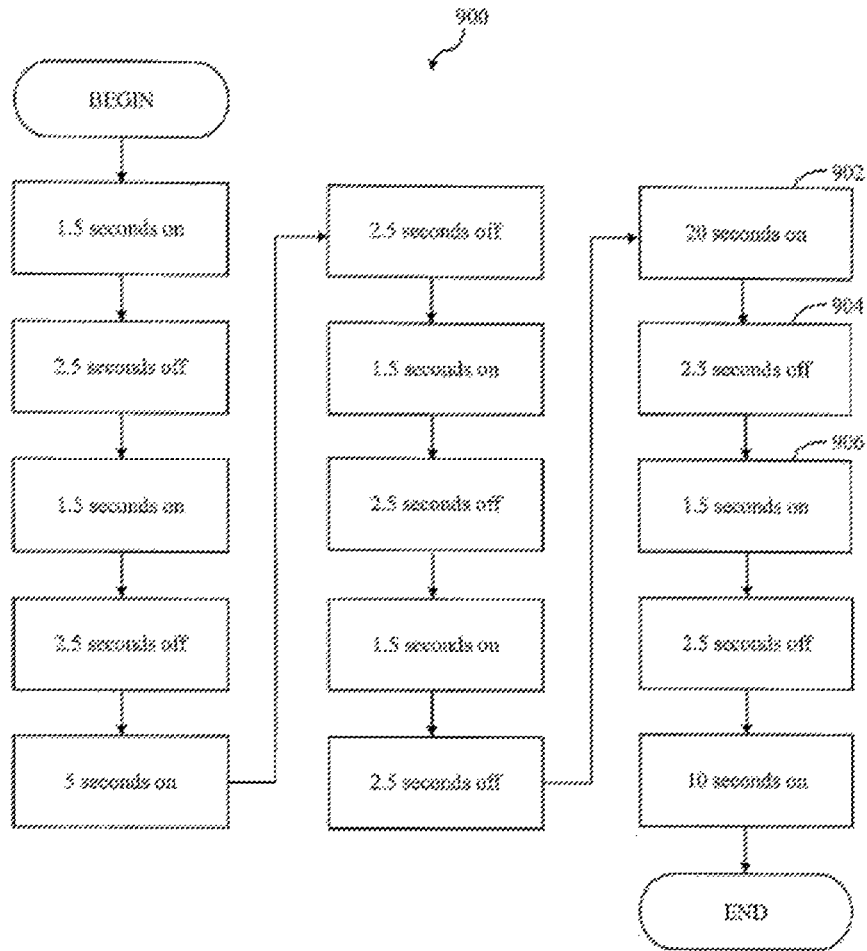 900
BEGIN
1.5 seconds on
2.5 seconds off
1.5 seconds on
2.5 seconds off
5 seconds on
2.5 seconds off
1.5 seconds on
2.5 seconds off
1.5 seconds on
2.5 seconds off
902
20 seconds on
904
2.5 seconds off
906
1.5 seconds on
2.5 seconds off
10 seconds on
END